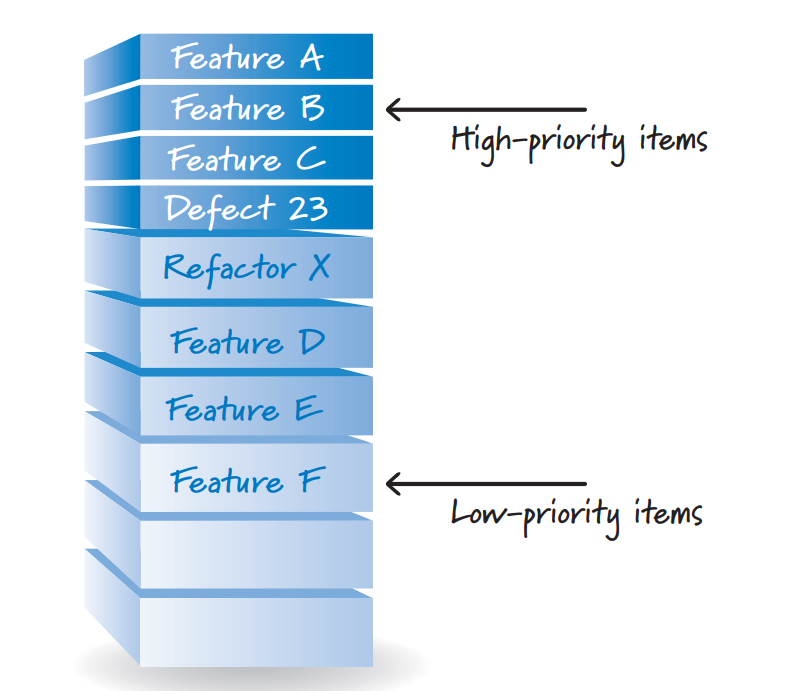 Feature A
Feature B
High-priority items
Feature C
Defect 23
Refactor X
Feature D
Feature E
Feature F
Low-priority items